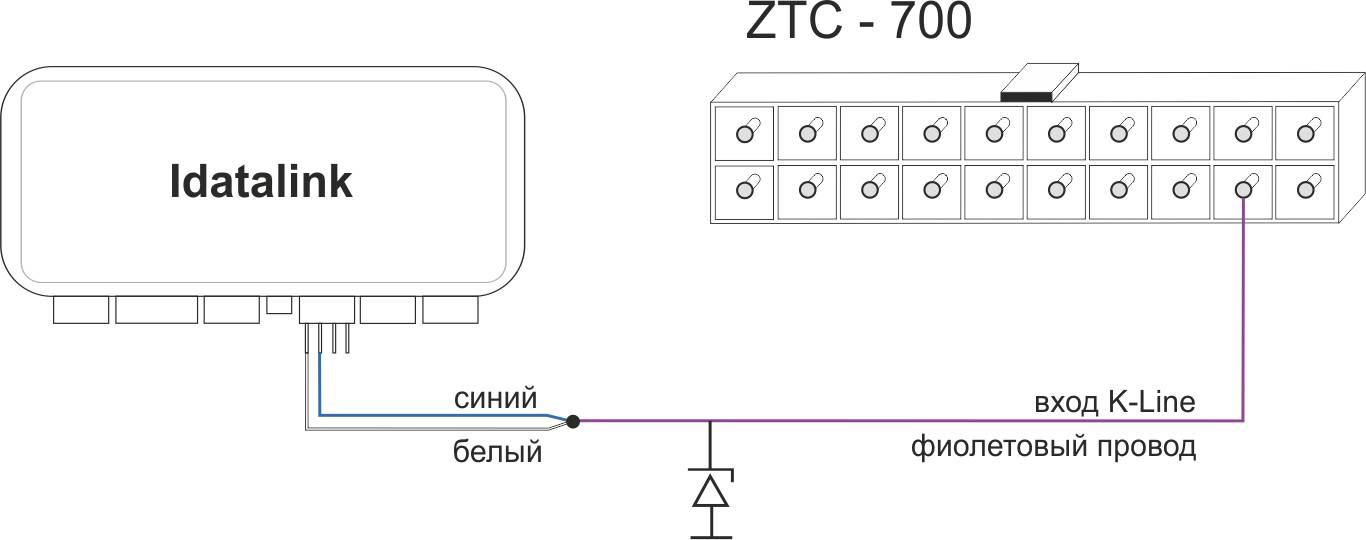 ZTC - 700
Idatalink
синий
белый
вход K-Line
фиолетовый провод